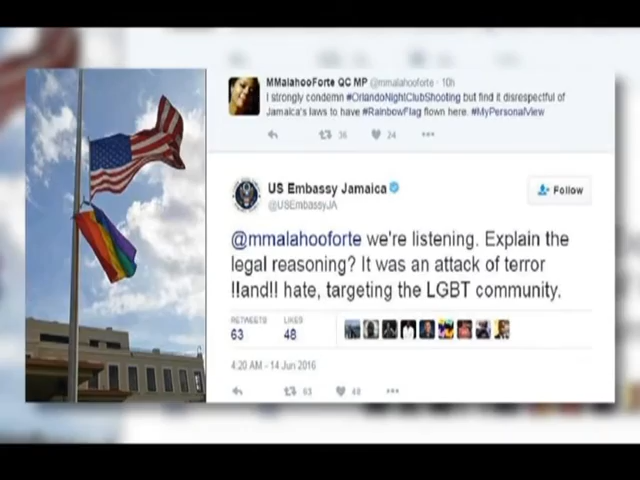 MMalahooForte QC MP @mmalahooforte · 10h
I strongly condemn #OrlandoNightClubShooting but find it disrespectful of
Jamaica's laws to have #RainbowFlag flown here. #MyPersonalView
36 24
US Embassy Jamaica
@USEmbassyJA
Follow
@mmalahooforte we're listening. Explain the
legal reasoning? It was an attack of terror
!!and!! hate, targeting the LGBT community.
RETWEETS LIKES
63 48
4:20 AM - 14 Jun 2016
63 48